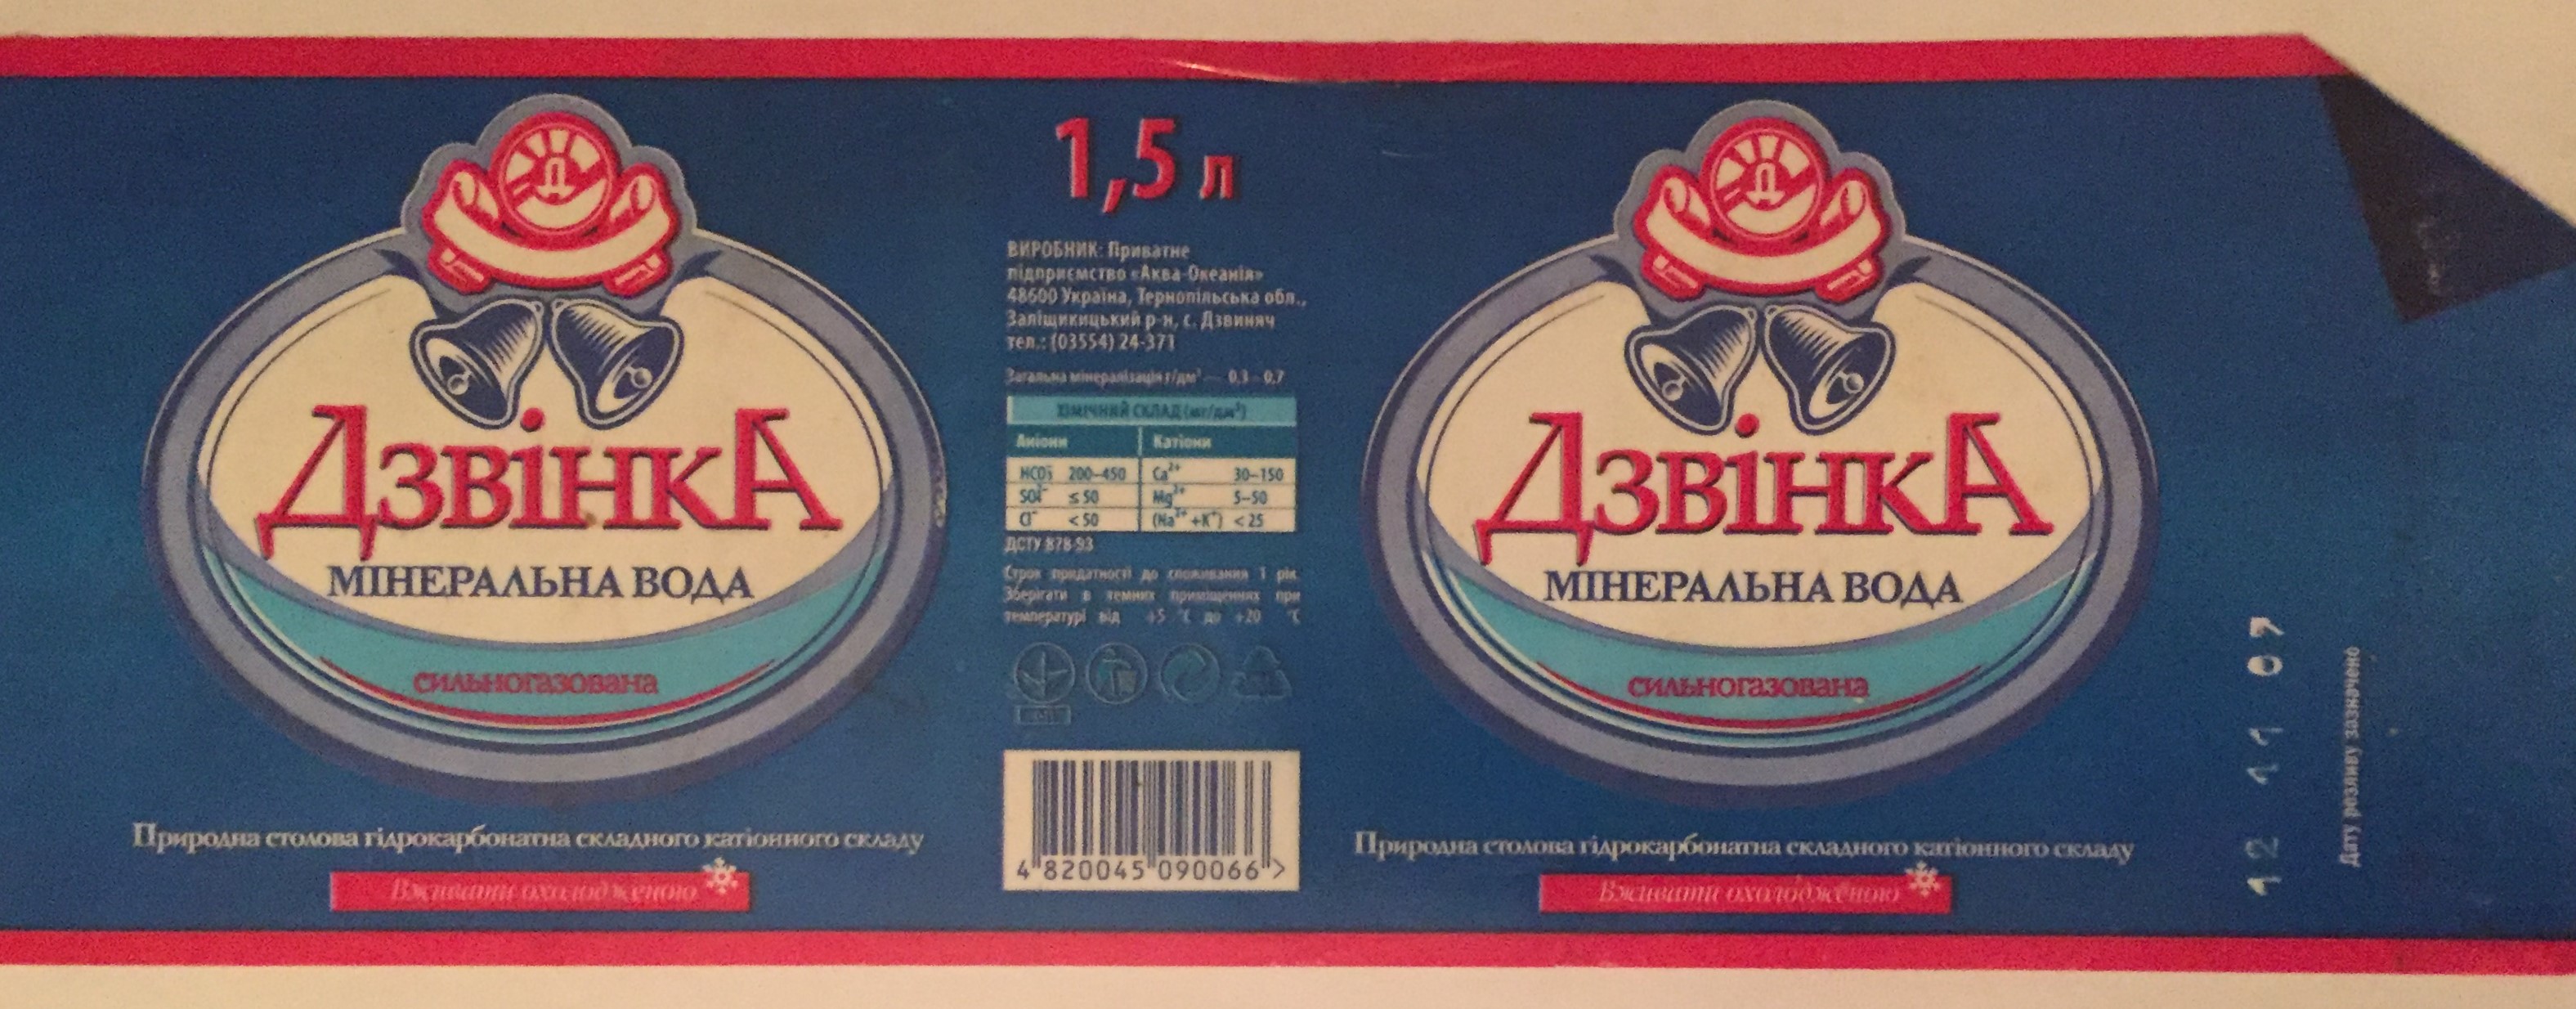 Д
ДЗВІНКА
МІНЕРАЛЬНА ВОДА
сильногазована
Природна столова гідрокарбонатна складного катіонного складу
Вживати охолодженою
1,5 л
ВИРОБНИК: Приватне
підприємство «Аква-Океанія»
48600 Україна, Тернопільська обл.,
Заліщикицький р-н, с. Дзвиняч
тел.: (03554) 24-371
Загальна мінералізація г/дм³ — 0,3 - 0,7
ХІМІЧНИЙ СКЛАД (мг/дм³)
Аніони Катіони
HCO₃⁻ 200–450 Ca²⁺ 30–150
SO₄²⁻ ≤ 50 Mg²⁺ 5–50
Cl⁻ < 50 (Na⁺ +K⁺) < 25
ДСТУ 878-93
Строк придатності до споживання 1 рік.
Зберігати в темних приміщеннях при
температурі від +5 °С до +20 °С
4 820045 090066 >
Д
ДЗВІНКА
МІНЕРАЛЬНА ВОДА
сильногазована
Природна столова гідрокарбонатна складного катіонного складу
Вживати охолодженою
12 11 07
Дату розливу зазначено